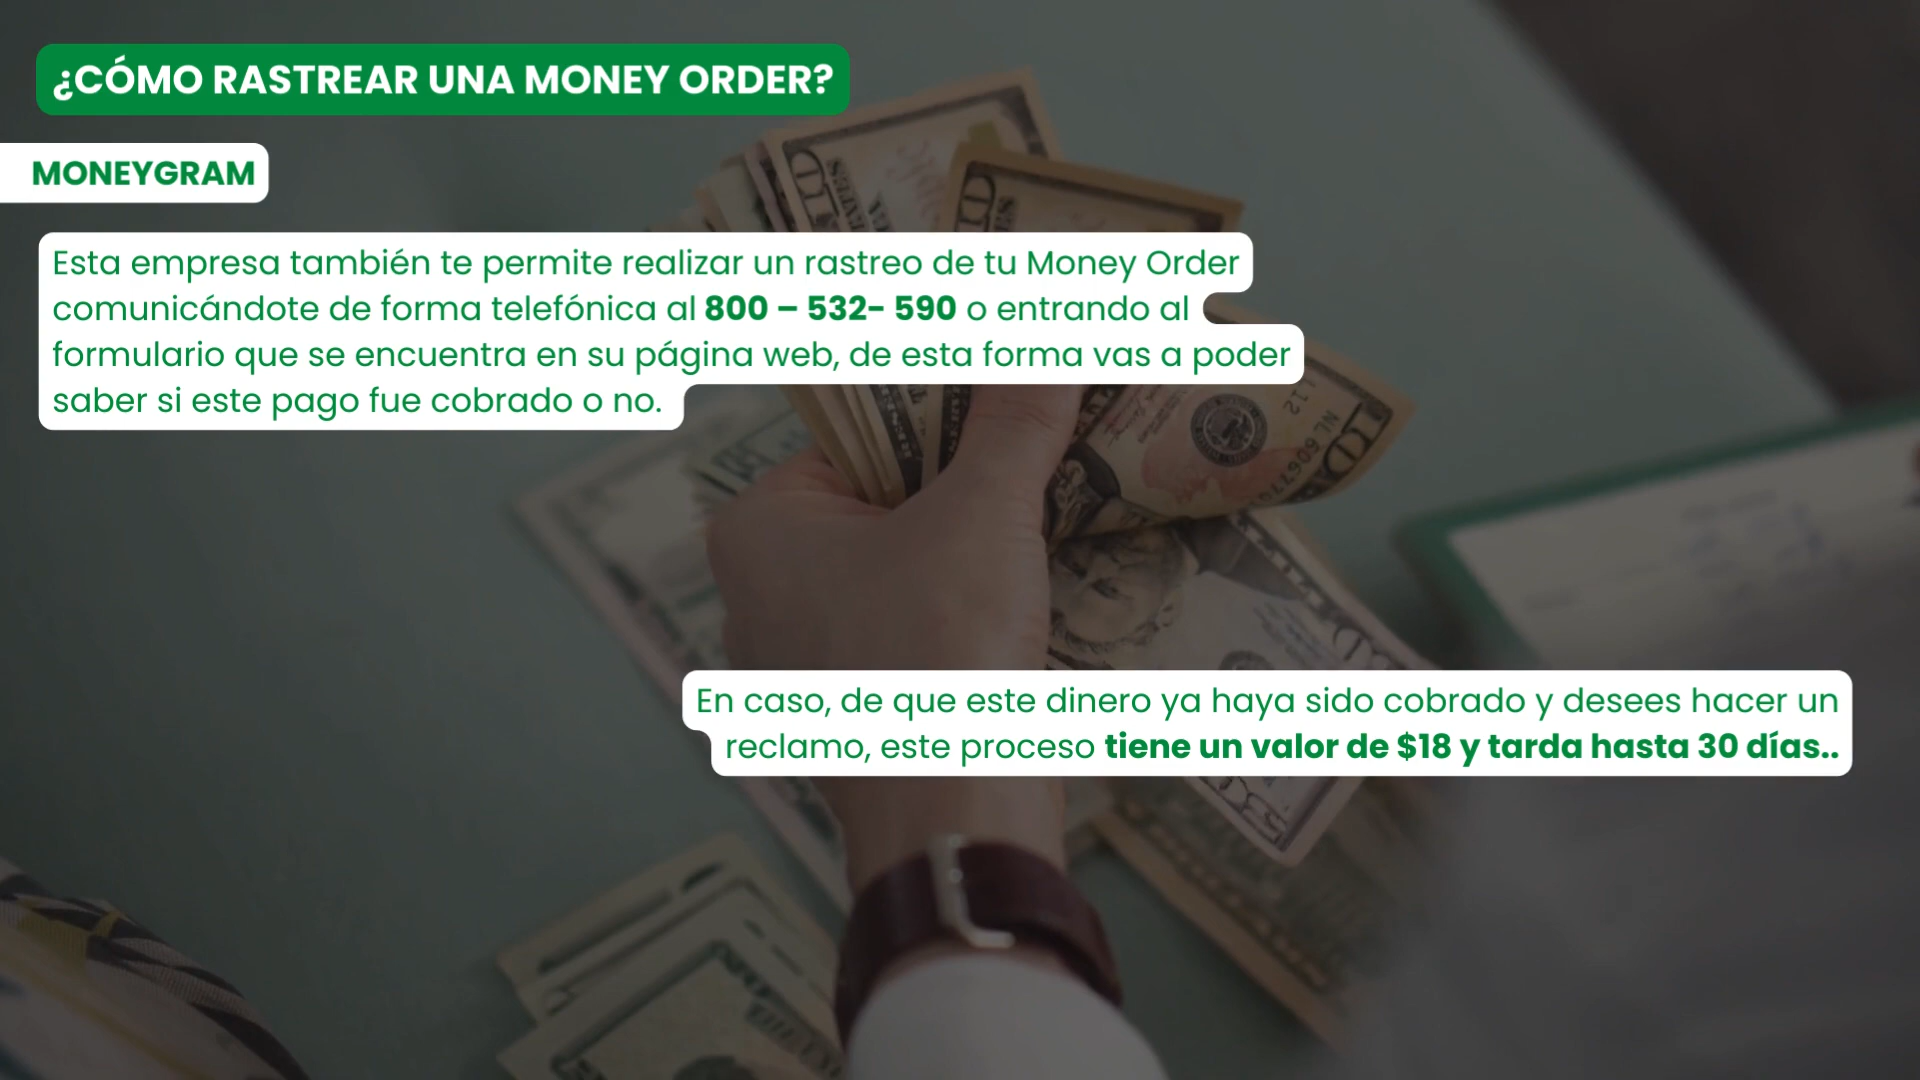 ¿CÓMO RASTREAR UNA MONEY ORDER?
MONEYGRAM
Esta empresa también te permite realizar un rastreo de tu Money Order
comunicándote de forma telefónica al 800 – 532- 590 o entrando al
formulario que se encuentra en su página web, de esta forma vas a poder
saber si este pago fue cobrado o no.
En caso, de que este dinero ya haya sido cobrado y desees hacer un
reclamo, este proceso tiene un valor de $18 y tarda hasta 30 días..